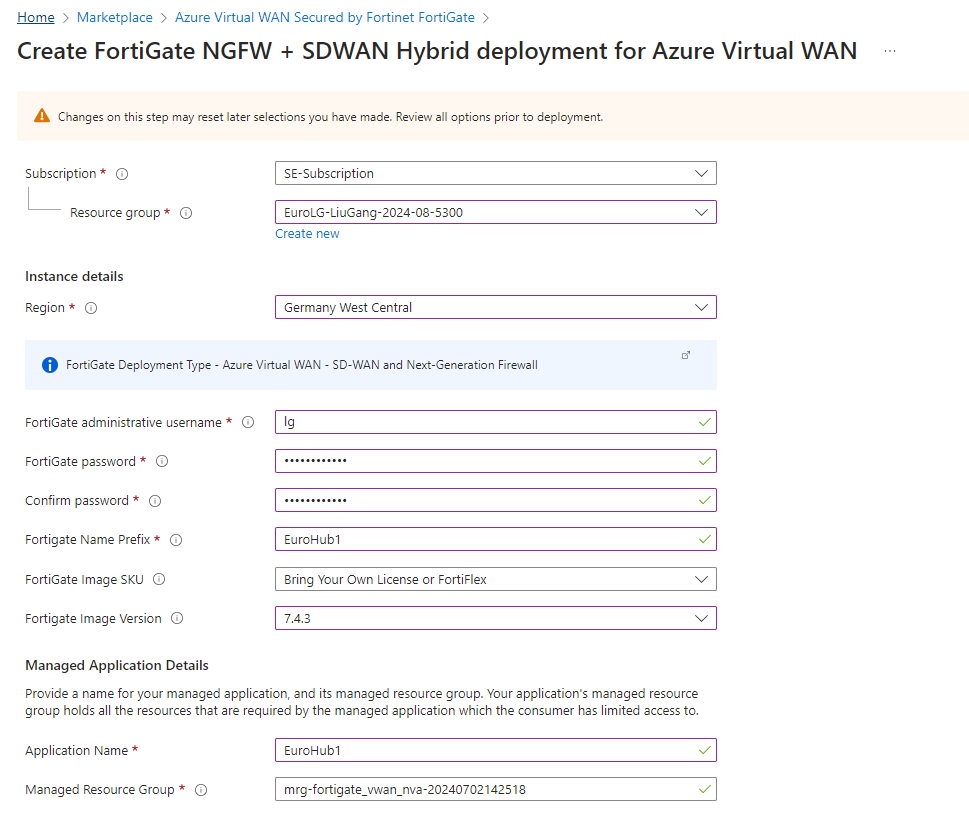 Home > Marketplace > Azure Virtual WAN Secured by Fortinet FortiGate >
Create FortiGate NGFW + SDWAN Hybrid deployment for Azure Virtual WAN ...
Changes on this step may reset later selections you have made. Review all options prior to deployment.
Subscription * SE-Subscription
Resource group * EuroLG-LiuGang-2024-08-5300
Create new
Instance details
Region * Germany West Central
FortiGate Deployment Type - Azure Virtual WAN - SD-WAN and Next-Generation Firewall
FortiGate administrative username * lg
FortiGate password * ••••••••••••
Confirm password * ••••••••••••
Fortigate Name Prefix * EuroHub1
FortiGate Image SKU Bring Your Own License or FortiFlex
Fortigate Image Version 7.4.3
Managed Application Details
Provide a name for your managed application, and its managed resource group. Your application's managed resource
group holds all the resources that are required by the managed application which the consumer has limited access to.
Application Name * EuroHub1
Managed Resource Group * mrg-fortigate_vwan_nva-20240702142518